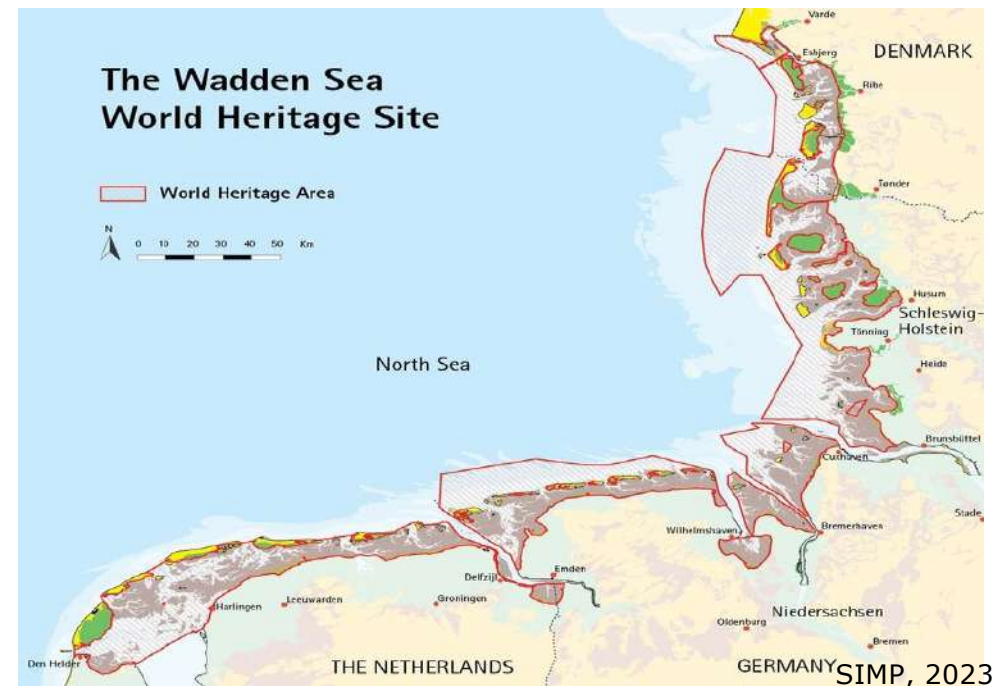 The Wadden Sea
World Heritage Site
World Heritage Area
N
0 10 20 30 40 50 Km
North Sea
DENMARK
Varde
Esbjerg
Ribe
Tønder
Husum
Schleswig-
Holstein
Tönning
Heide
Brunsbüttel
Cuxhaven
Stade
Bremerhaven
Wilhelmshaven
Emden
Delfzijl
Groningen
Leeuwarden
Harlingen
Den Helder
Oldenburg
Niedersachsen
Bremen
THE NETHERLANDS
GERMANY
SIMP, 2023